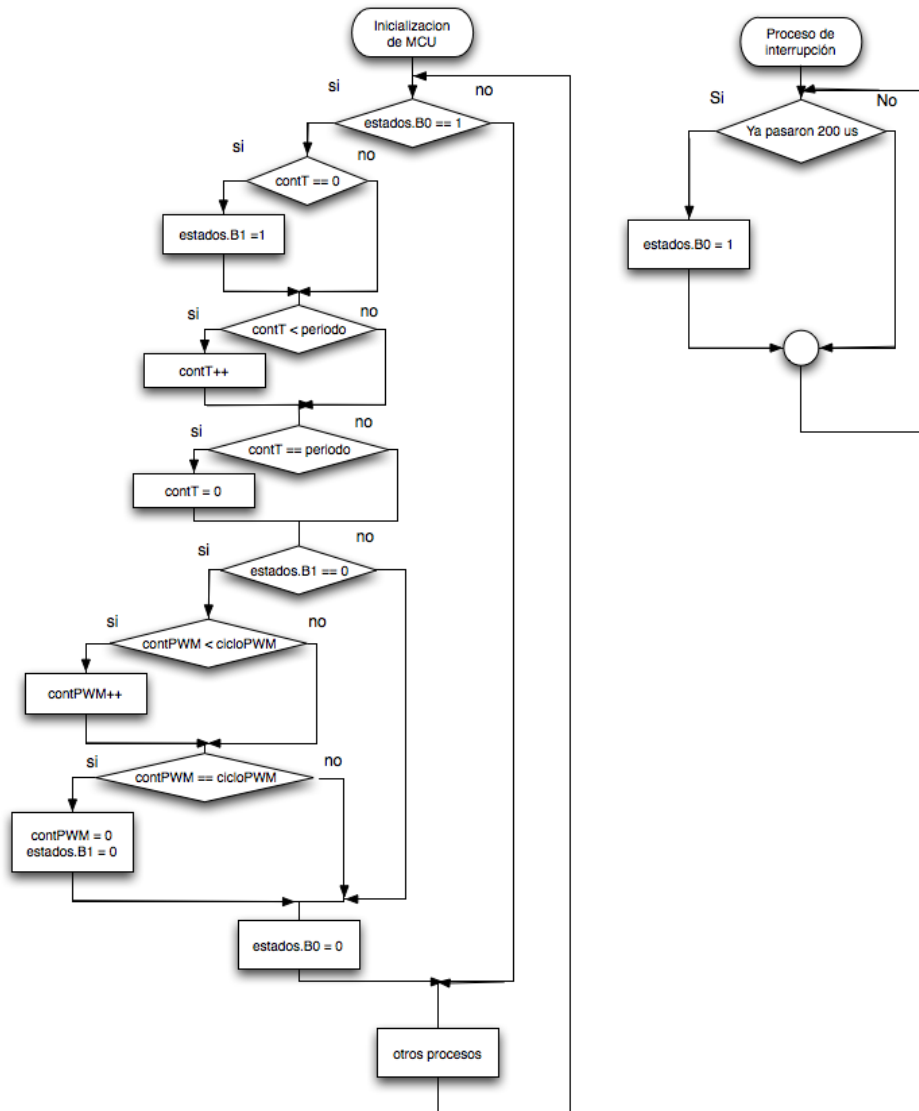 Inicializacion
de MCU
si
no
estados.B0 == 1
si
no
contT == 0
estados.B1 =1
si
no
contT < periodo
contT++
si
no
contT == periodo
contT = 0
si
no
estados.B1 == 0
si
no
contPWM < cicloPWM
contPWM++
si
no
contPWM == cicloPWM
contPWM = 0
estados.B1 = 0
estados.B0 = 0
otros procesos
Proceso de
interrupción
Si
No
Ya pasaron 200 us
estados.B0 = 1